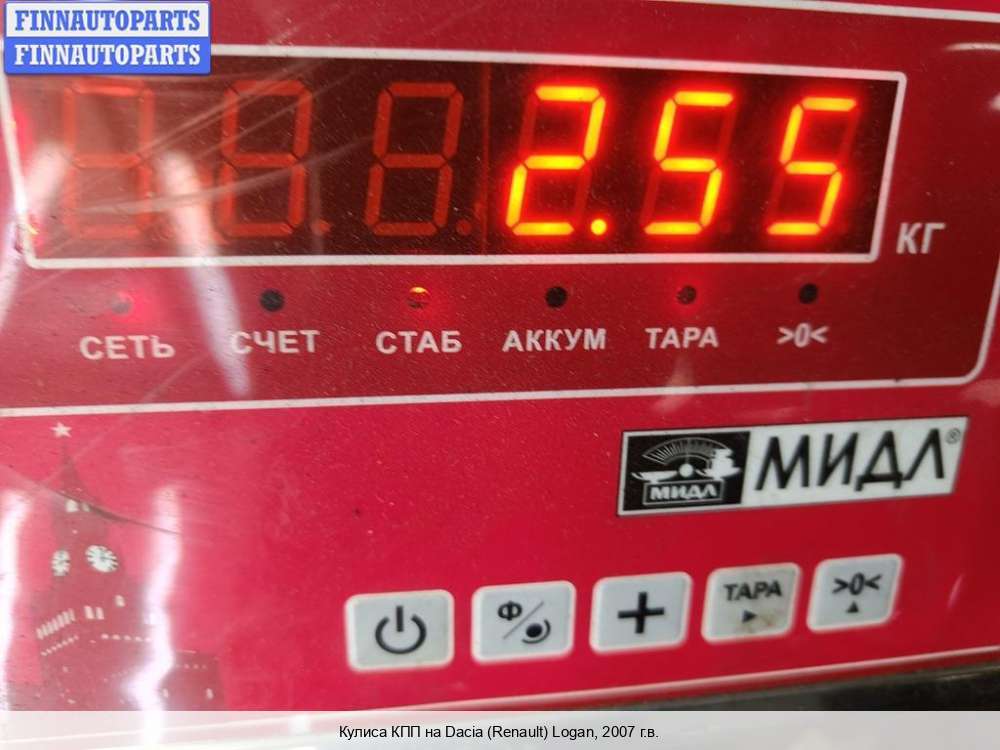 FINNAUTOPARTS
FINNAUTOPARTS
2.55
КГ
СЕТЬ СЧЕТ СТАБ АККУМ ТАРА >0<
МИДЛ МИДЛ®
Ф ТАРА >0<
Кулиса КПП на Dacia (Renault) Logan, 2007 г.в.